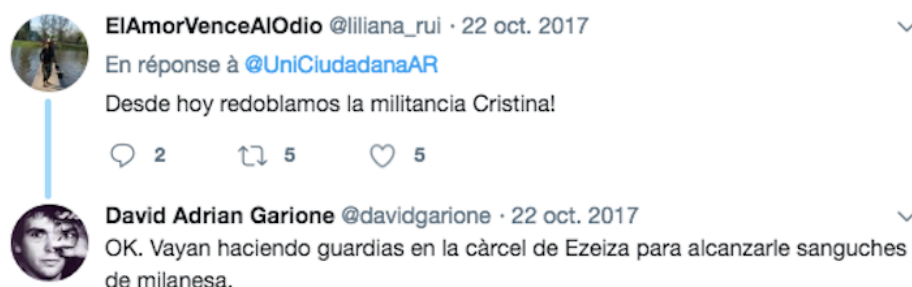 ElAmorVenceAlOdio @liliana_rui · 22 oct. 2017
En réponse à @UniCiudadanaAR
Desde hoy redoblamos la militancia Cristina!
2 5 5
David Adrian Garione @davidgarione · 22 oct. 2017
OK. Vayan haciendo guardias en la càrcel de Ezeiza para alcanzarle sanguches
de milanesa.